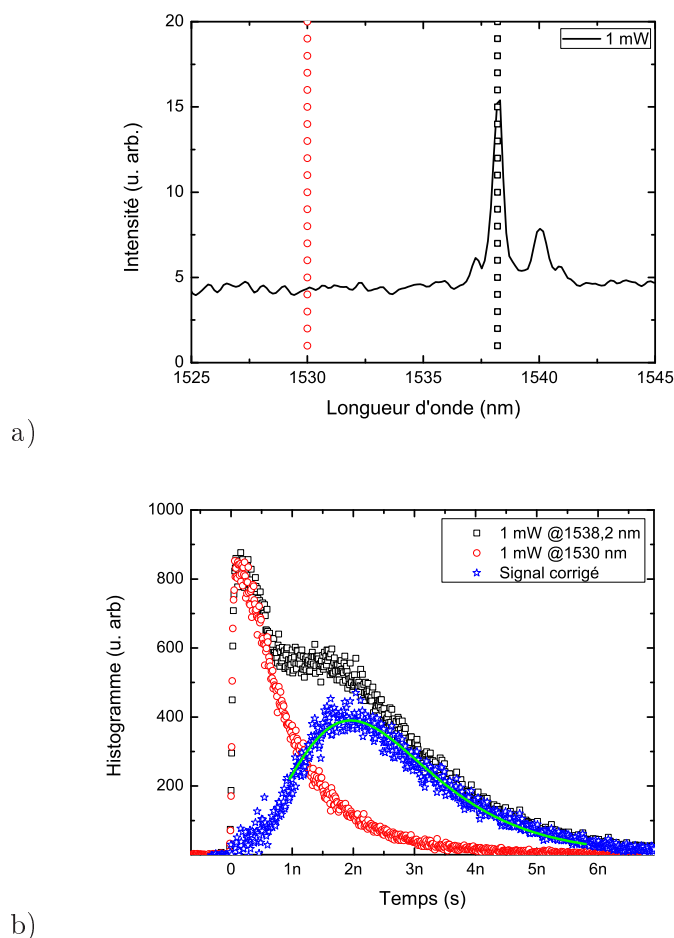 20
15
10
5
0
1525
1530
1535
1540
1545
Intensité (u. arb.)
Longueur d'onde (nm)
1 mW
a)
1000
800
600
400
200
0
1n
2n
3n
4n
5n
6n
Histogramme (u. arb)
Temps (s)
1 mW @1538,2 nm
1 mW @1530 nm
Signal corrigé
b)